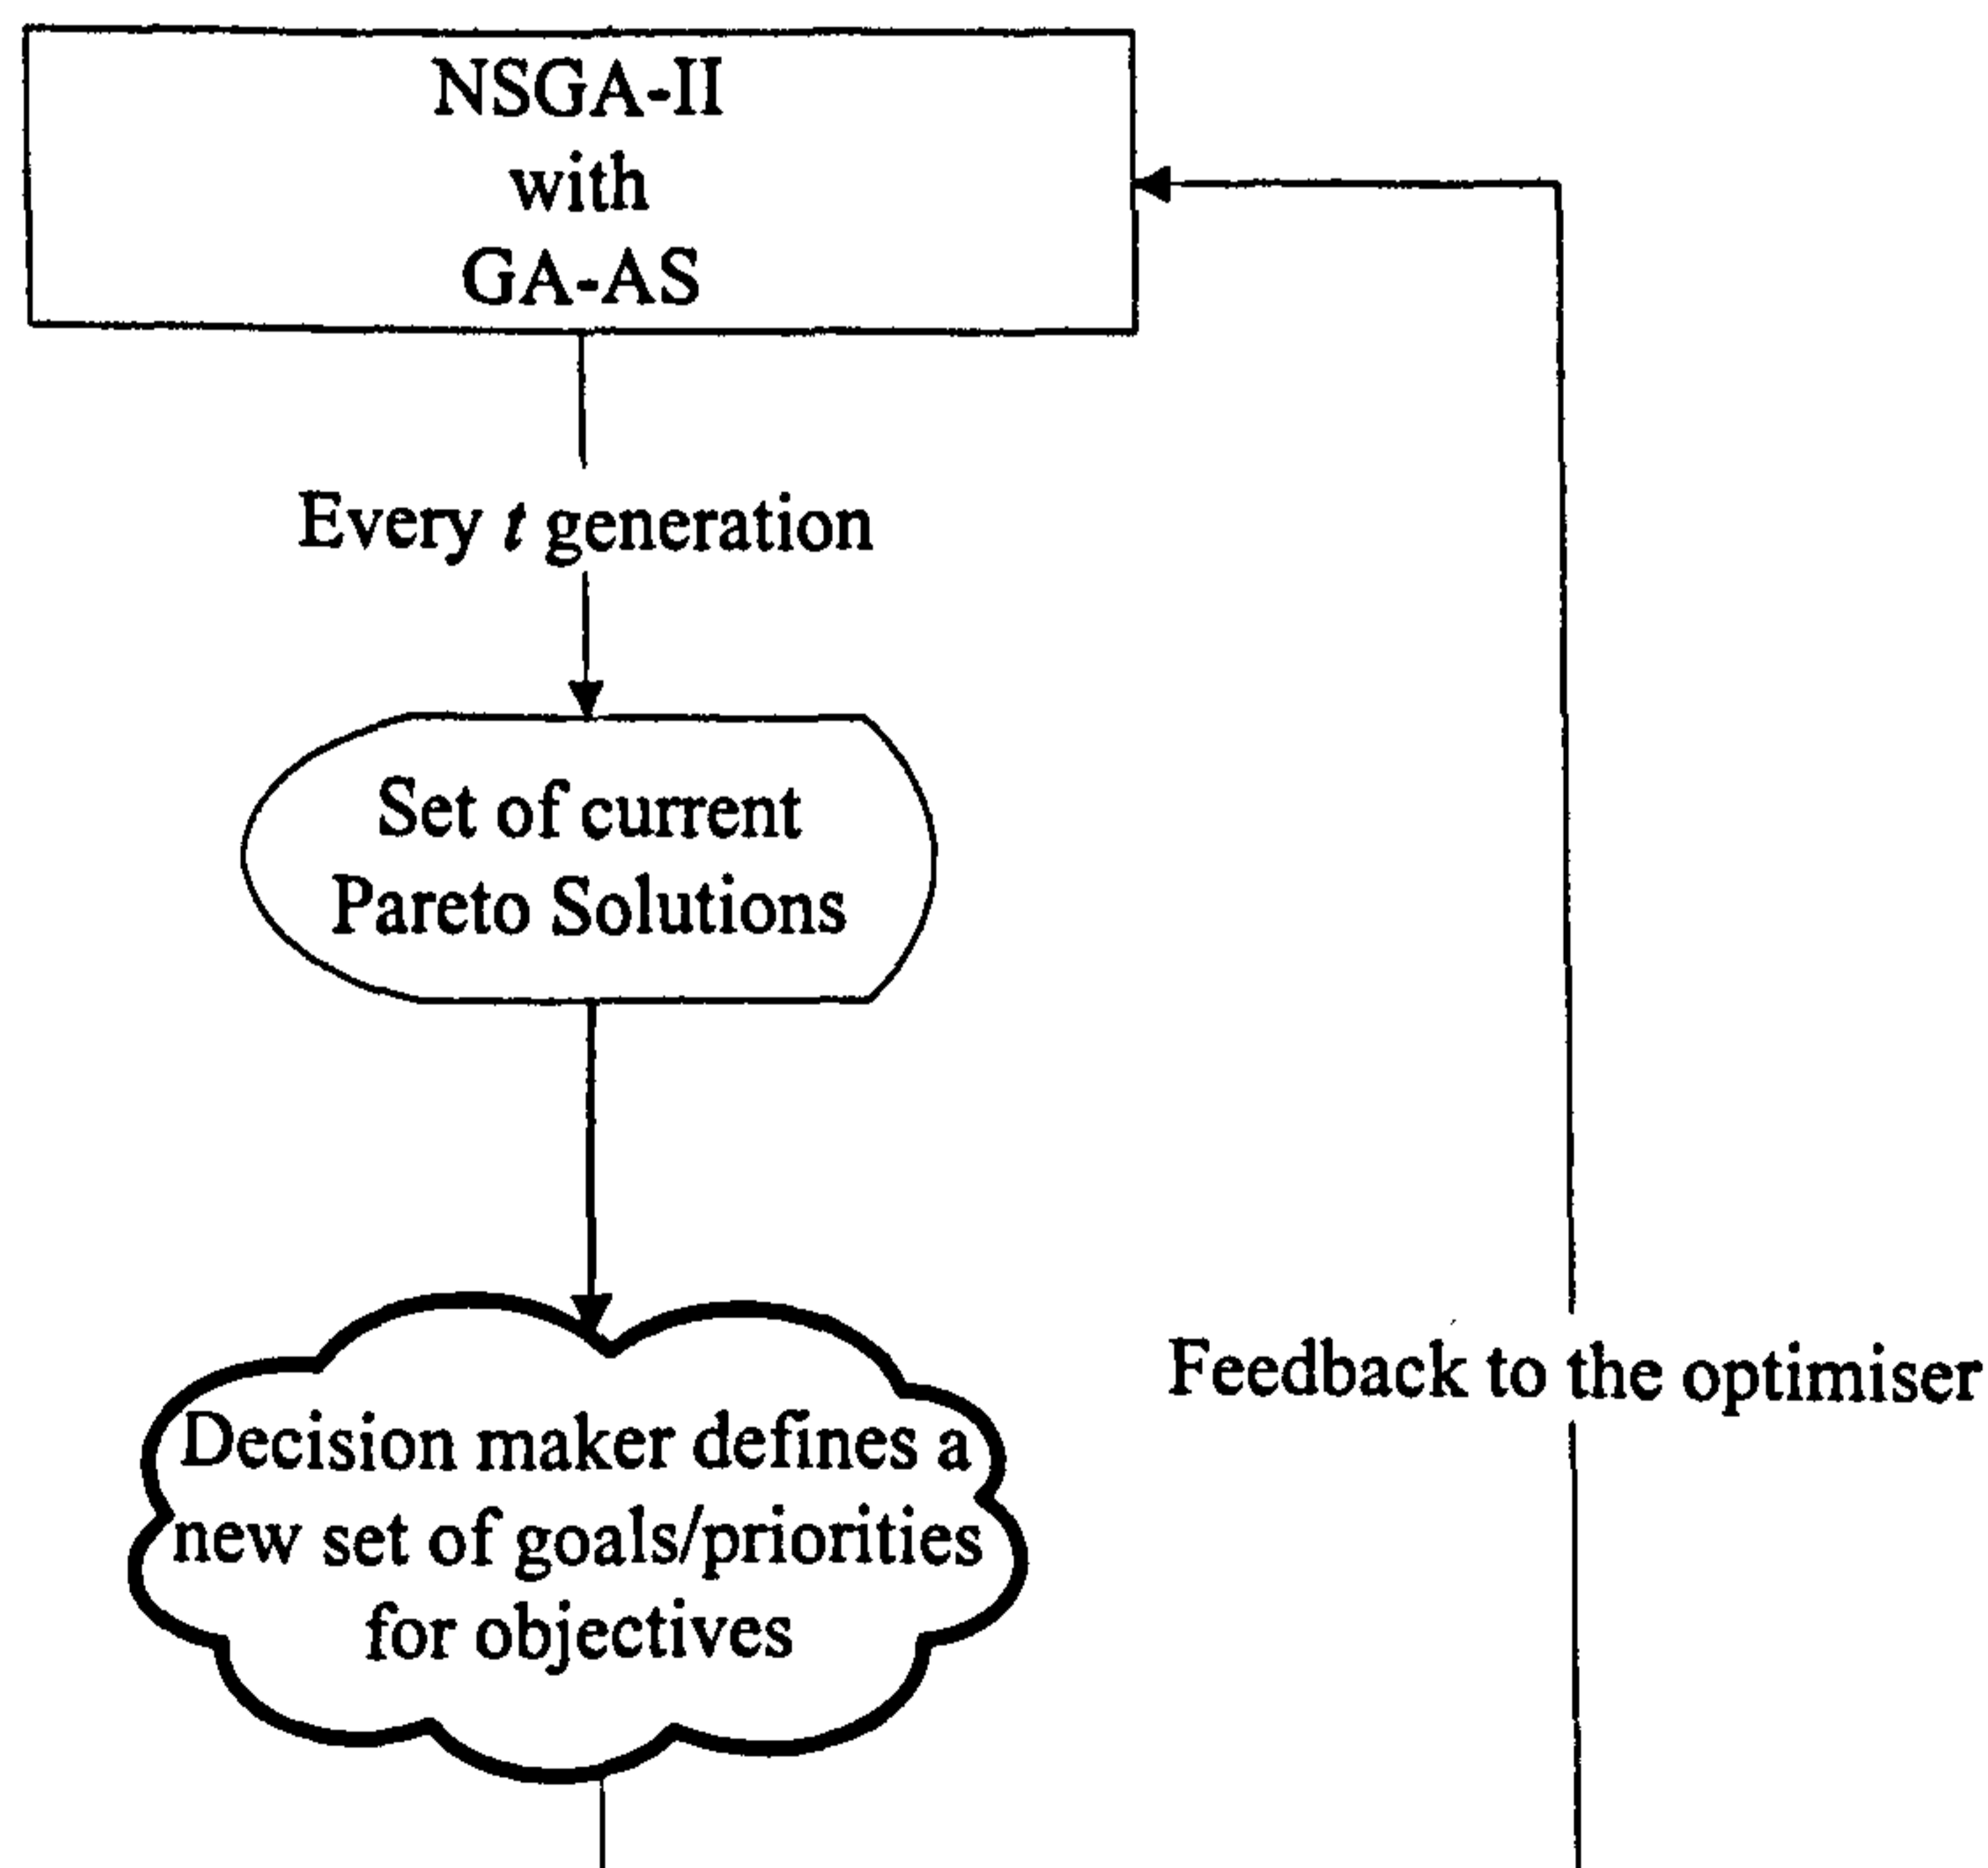 NSGA-II
with
GA-AS
Every t generation
Set of current
Pareto Solutions
Decision maker defines a
new set of goals/priorities
for objectives
Feedback to the optimiser